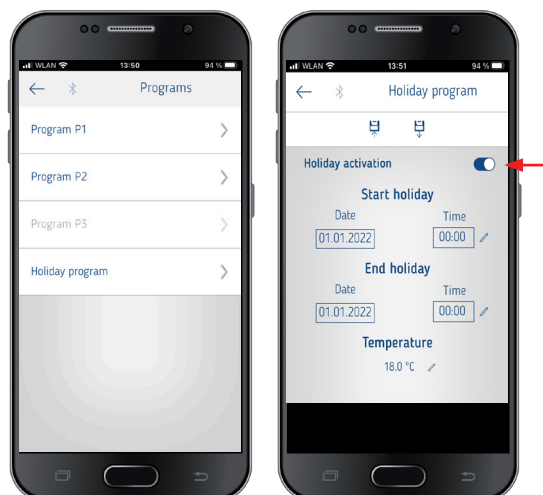 WLAN 13:50 94 %
Programs
Program P1
Program P2
Program P3
Holiday program
WLAN 13:51 94 %
Holiday program
Holiday activation
Start holiday
Date Time
01.01.2022 00:00
End holiday
Date Time
01.01.2022 00:00
Temperature
18.0 °C